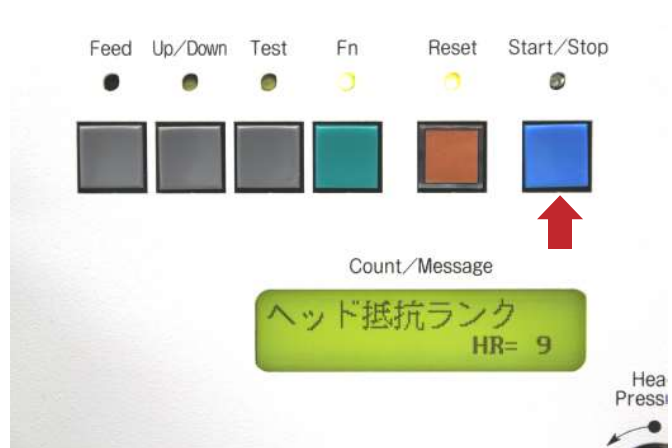 Feed Up/Down Test Fn Reset Start/Stop
Count/Message
ヘッド抵抗ランク
HR= 9